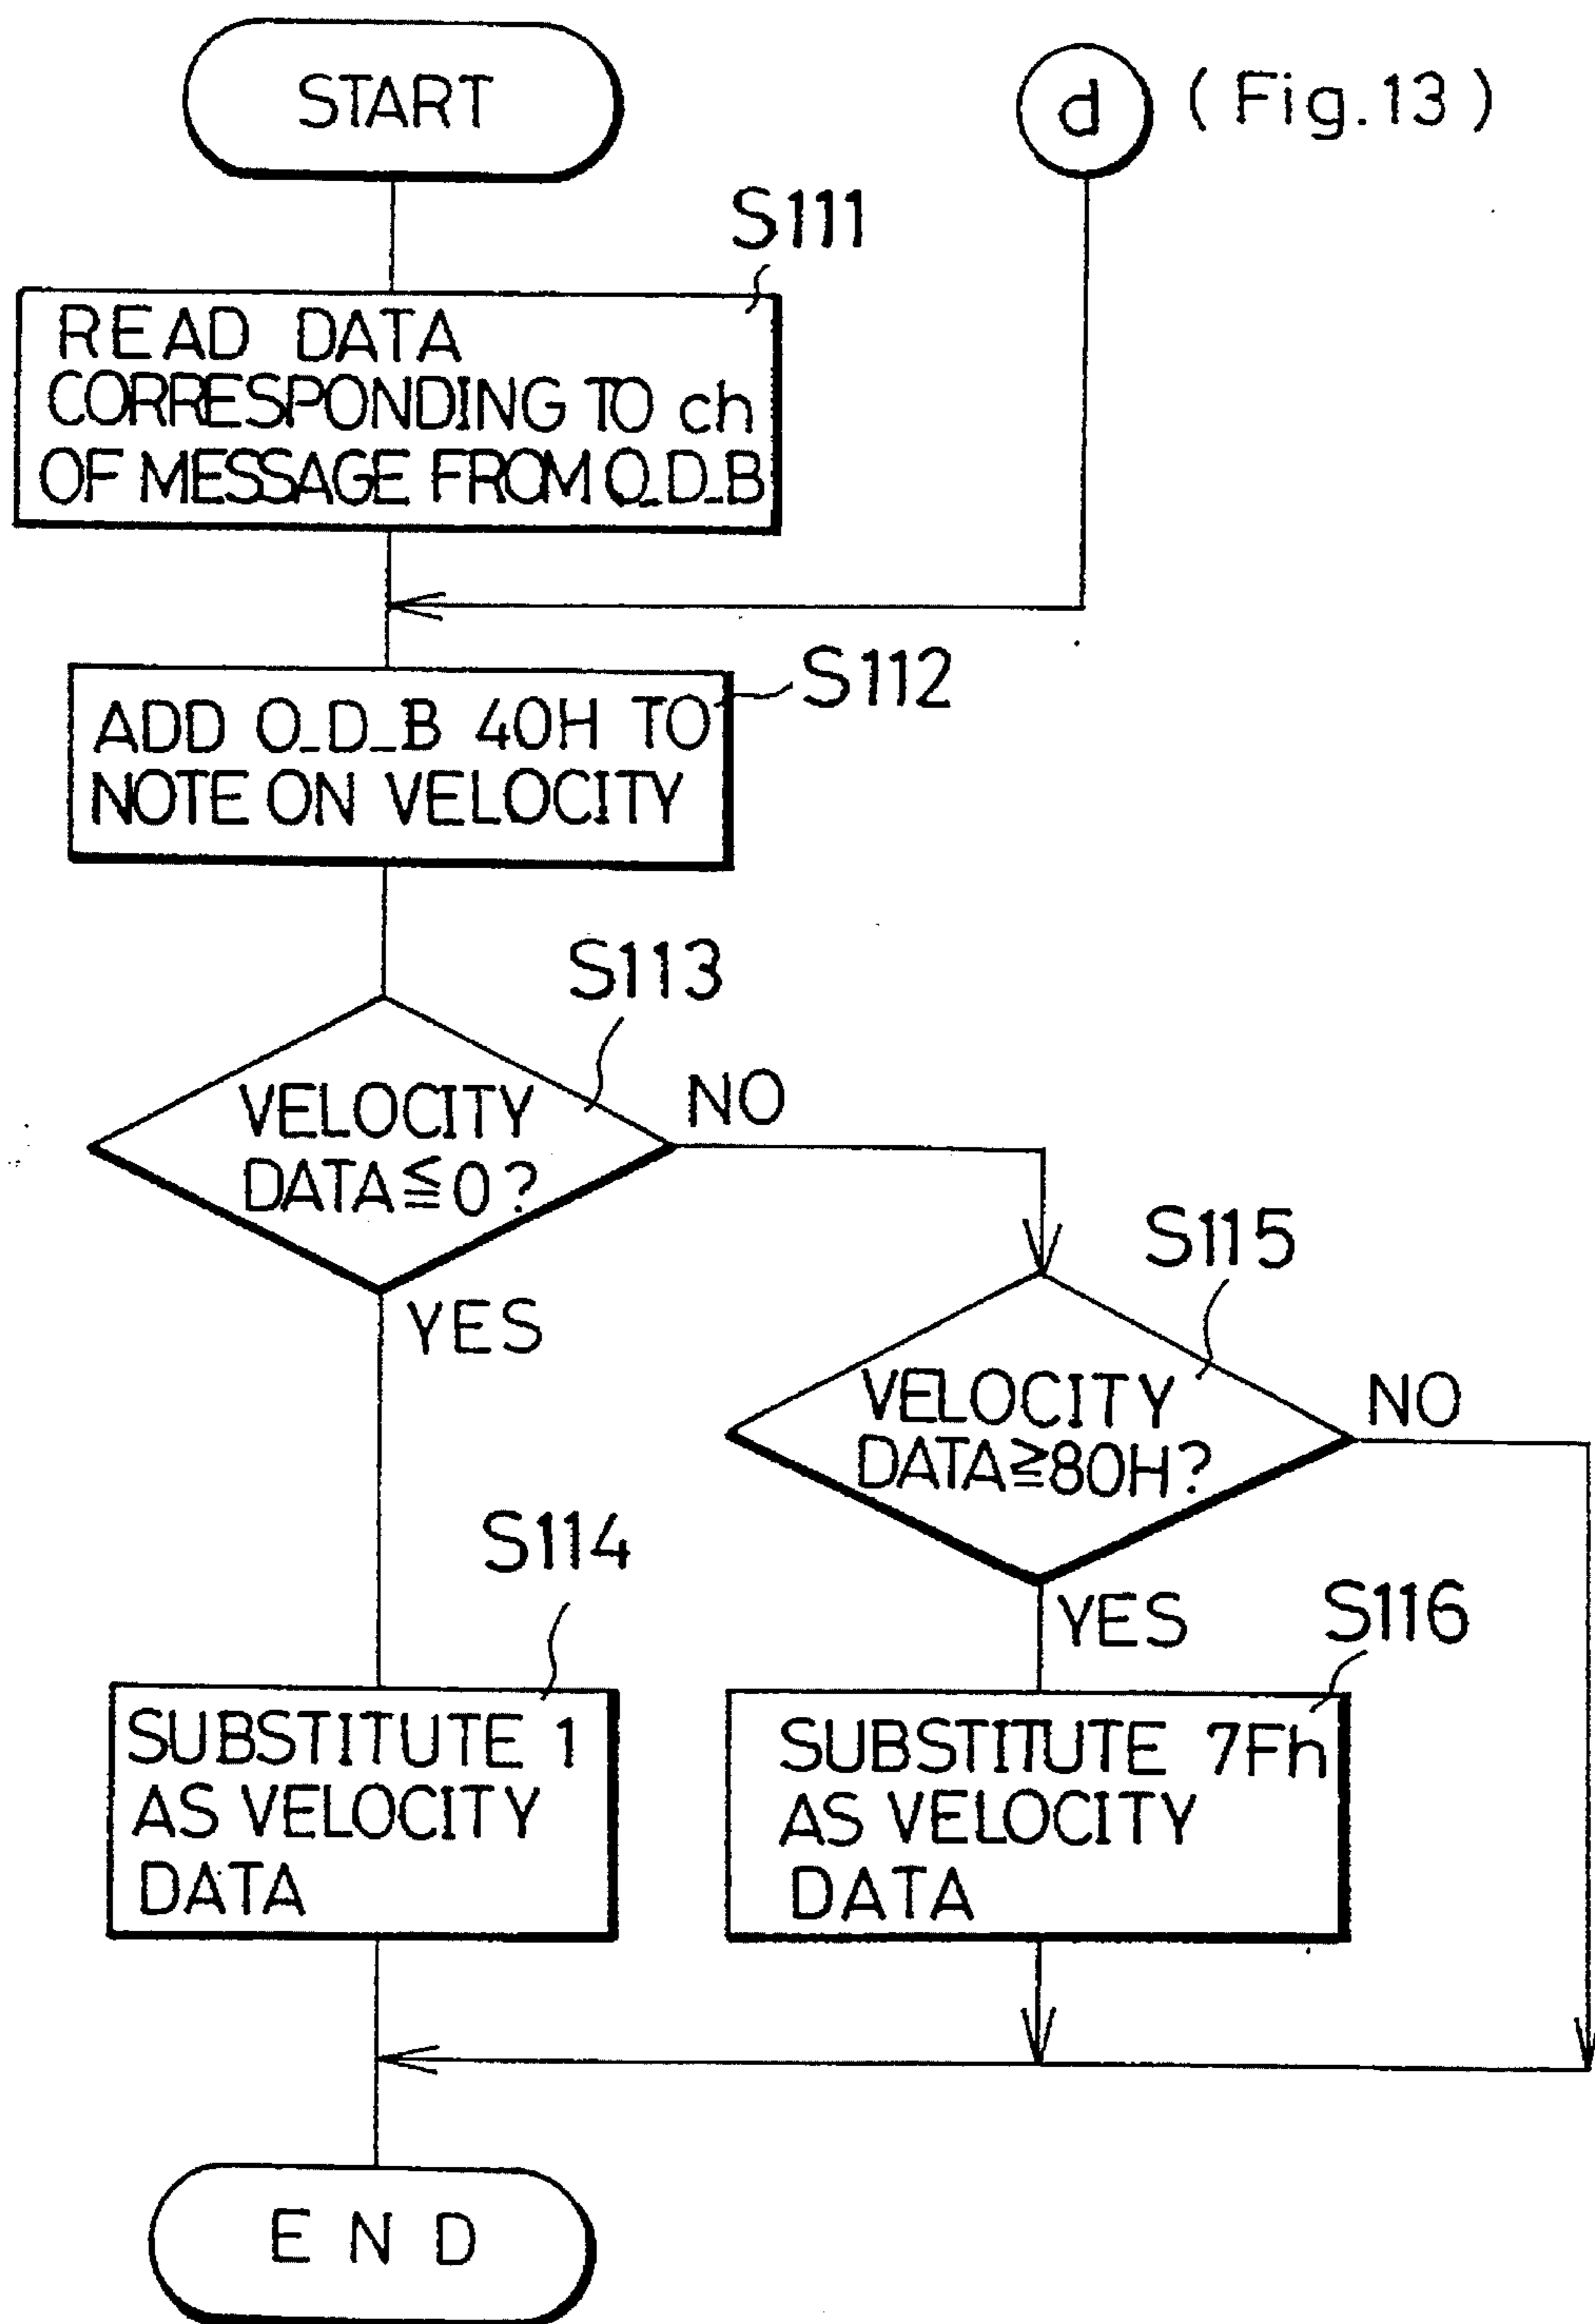 START
d (Fig.13)
S111
READ DATA
CORRESPONDING TO ch
OF MESSAGE FROM O_D_B
S112
ADD O_D_B 40H TO
NOTE ON VELOCITY
S113
VELOCITY
DATA≦0?
NO
YES
S115
VELOCITY
DATA≧80H?
NO
YES
S114
SUBSTITUTE 1
AS VELOCITY
DATA
S116
SUBSTITUTE 7Fh
AS VELOCITY
DATA
END